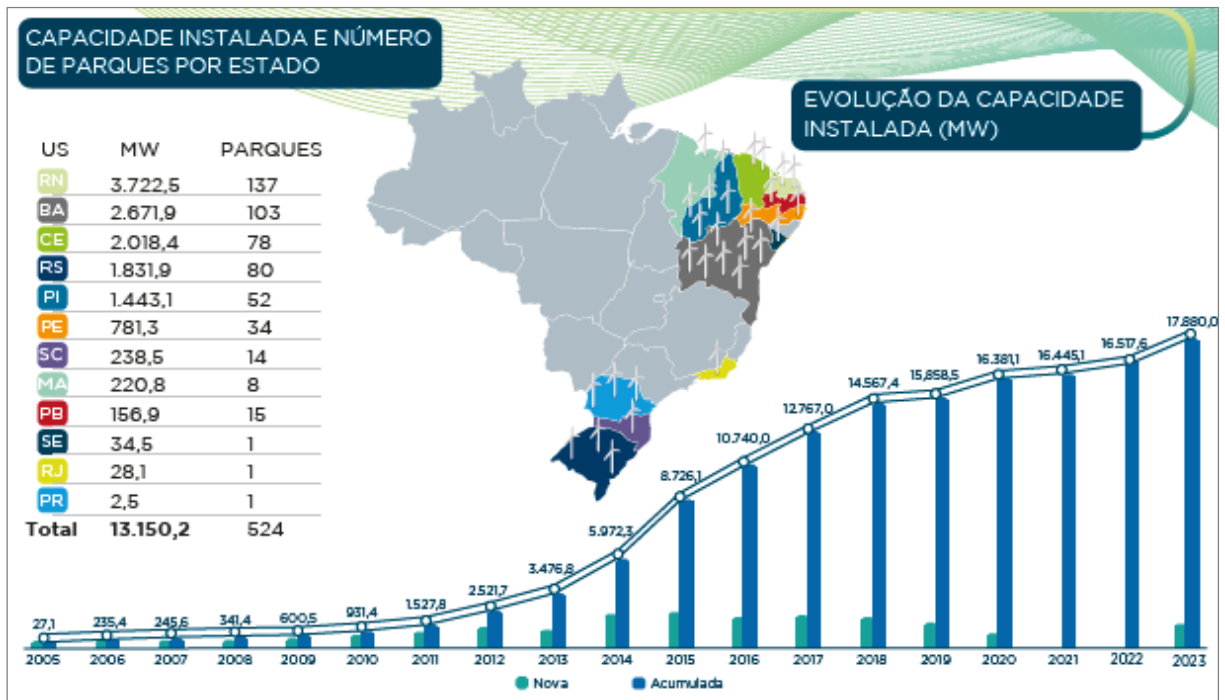 CAPACIDADE INSTALADA E NÚMERO
DE PARQUES POR ESTADO
EVOLUÇÃO DA CAPACIDADE
INSTALADA (MW)
US MW PARQUES
RN 3.722,5 137
BA 2.671,9 103
CE 2.018,4 78
RS 1.831,9 80
PI 1.443,1 52
PE 781,3 34
SC 238,5 14
MA 220,8 8
PB 156,9 15
SE 34,5 1
RJ 28,1 1
PR 2,5 1
Total 13.150,2 524
27,1 235,4 245,6 341,4 600,5 931,4 1.527,8 2.521,7 3.476,8 5.972,3 8.726,1 10.740,0 12.767,0 14.567,4 15,858,5 16.381,1 16.445,1 16.517,6 17.880,0
2005 2006 2007 2008 2009 2010 2011 2012 2013 2014 2015 2016 2017 2018 2019 2020 2021 2022 2023
Nova Acumulada